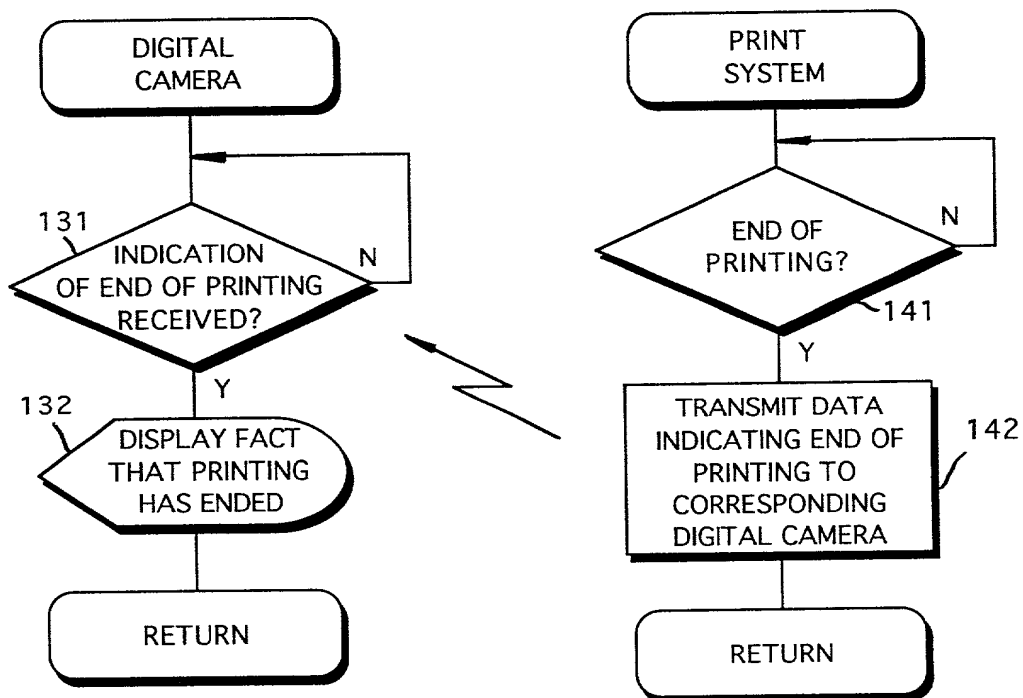 DIGITAL
CAMERA
131
INDICATION
OF END OF PRINTING
RECEIVED?
N
Y
132
DISPLAY FACT
THAT PRINTING
HAS ENDED
RETURN
PRINT
SYSTEM
END OF
PRINTING?
N
141
Y
TRANSMIT DATA
INDICATING END OF
PRINTING TO
CORRESPONDING
DIGITAL CAMERA
142
RETURN